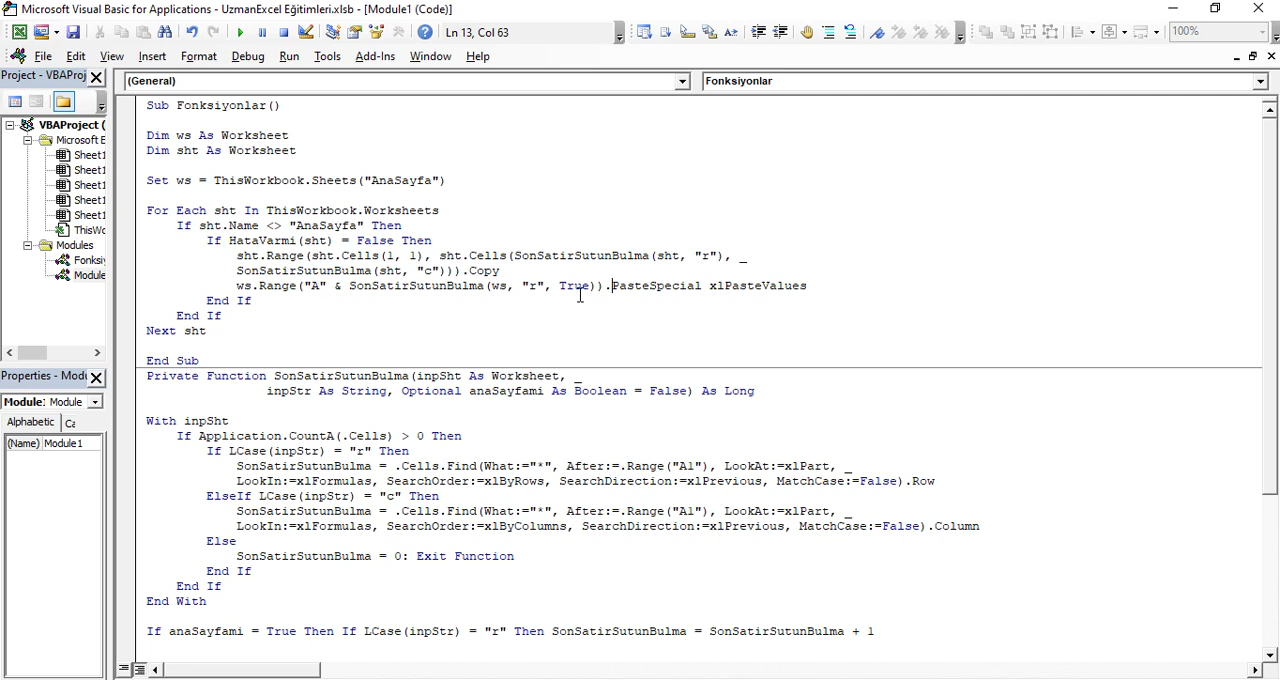 Microsoft Visual Basic for Applications - UzmanExcel Eğitimleri.xlsb - [Module1 (Code)]
Ln 13, Col 63
100%
File Edit View Insert Format Debug Run Tools Add-Ins Window Help
Project - VBAProj
(General)
Fonksiyonlar
VBAProject (
Microsoft E
Sheet1
Sheet1
Sheet1
Sheet1
Sheet1
ThisWo
Modules
Fonksi
Module
Properties - Modu
Module: Module
Alphabetic Ca
(Name) Module1
Sub Fonksiyonlar()
Dim ws As Worksheet
Dim sht As Worksheet
Set ws = ThisWorkbook.Sheets("AnaSayfa")
For Each sht In ThisWorkbook.Worksheets
If sht.Name <> "AnaSayfa" Then
If HataVarmi(sht) = False Then
sht.Range(sht.Cells(1, 1), sht.Cells(SonSatirSutunBulma(sht, "r"), _
SonSatirSutunBulma(sht, "c"))).Copy
ws.Range("A" & SonSatirSutunBulma(ws, "r", True)).PasteSpecial xlPasteValues
End If
End If
Next sht
End Sub
Private Function SonSatirSutunBulma(inpSht As Worksheet, _
inpStr As String, Optional anaSayfami As Boolean = False) As Long
With inpSht
If Application.CountA(.Cells) > 0 Then
If LCase(inpStr) = "r" Then
SonSatirSutunBulma = .Cells.Find(What:="*", After:=.Range("A1"), LookAt:=xlPart, _
LookIn:=xlFormulas, SearchOrder:=xlByRows, SearchDirection:=xlPrevious, MatchCase:=False).Row
ElseIf LCase(inpStr) = "c" Then
SonSatirSutunBulma = .Cells.Find(What:="*", After:=.Range("A1"), LookAt:=xlPart, _
LookIn:=xlFormulas, SearchOrder:=xlByColumns, SearchDirection:=xlPrevious, MatchCase:=False).Column
Else
SonSatirSutunBulma = 0: Exit Function
End If
End If
End With
If anaSayfami = True Then If LCase(inpStr) = "r" Then SonSatirSutunBulma = SonSatirSutunBulma + 1